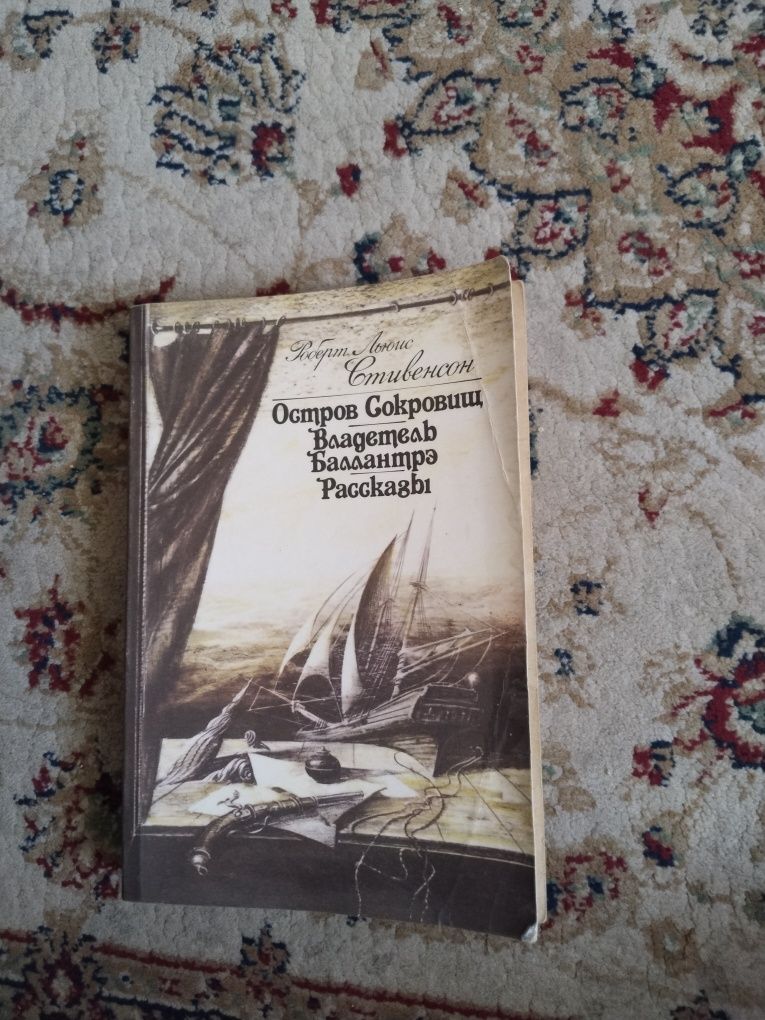 Роберт Льюис
Стивенсон
Остров Сокровищ
Владетель
Баллантрэ
Рассказы